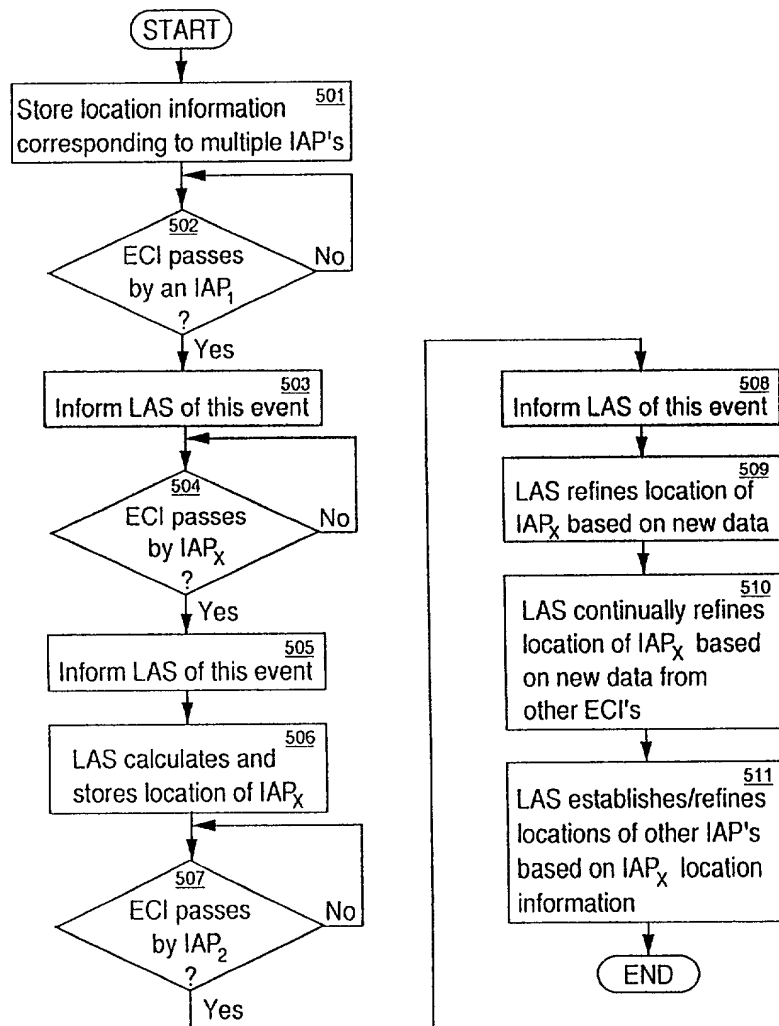 START
501
Store location information
corresponding to multiple IAP's
502
ECI passes
by an IAP1
?
No
Yes
503
Inform LAS of this event
504
ECI passes
by IAPX
?
No
Yes
505
Inform LAS of this event
506
LAS calculates and
stores location of IAPX
507
ECI passes
by IAP2
?
No
Yes
508
Inform LAS of this event
509
LAS refines location of
IAPX based on new data
510
LAS continually refines
location of IAPX based
on new data from
other ECI's
511
LAS establishes/refines
locations of other IAP's
based on IAPX location
information
END